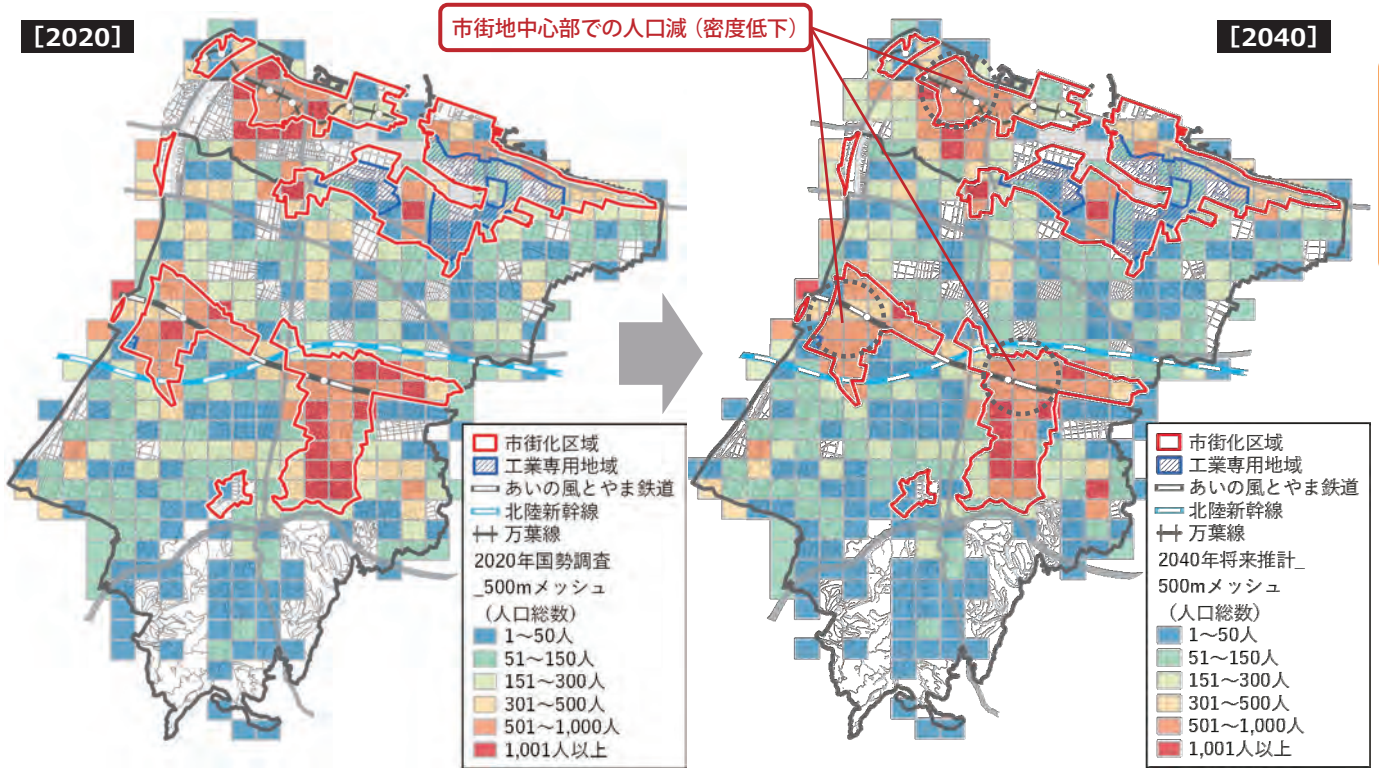 [2020]
市街地中心部での人口減（密度低下）
[2040]
市街化区域
工業専用地域
あいの風とやま鉄道
北陸新幹線
万葉線
2020年国勢調査
_500mメッシュ
（人口総数）
1～50人
51～150人
151～300人
301～500人
501～1,000人
1,001人以上
市街化区域
工業専用地域
あいの風とやま鉄道
北陸新幹線
万葉線
2040年将来推計_
500mメッシュ
（人口総数）
1～50人
51～150人
151～300人
301～500人
501～1,000人
1,001人以上